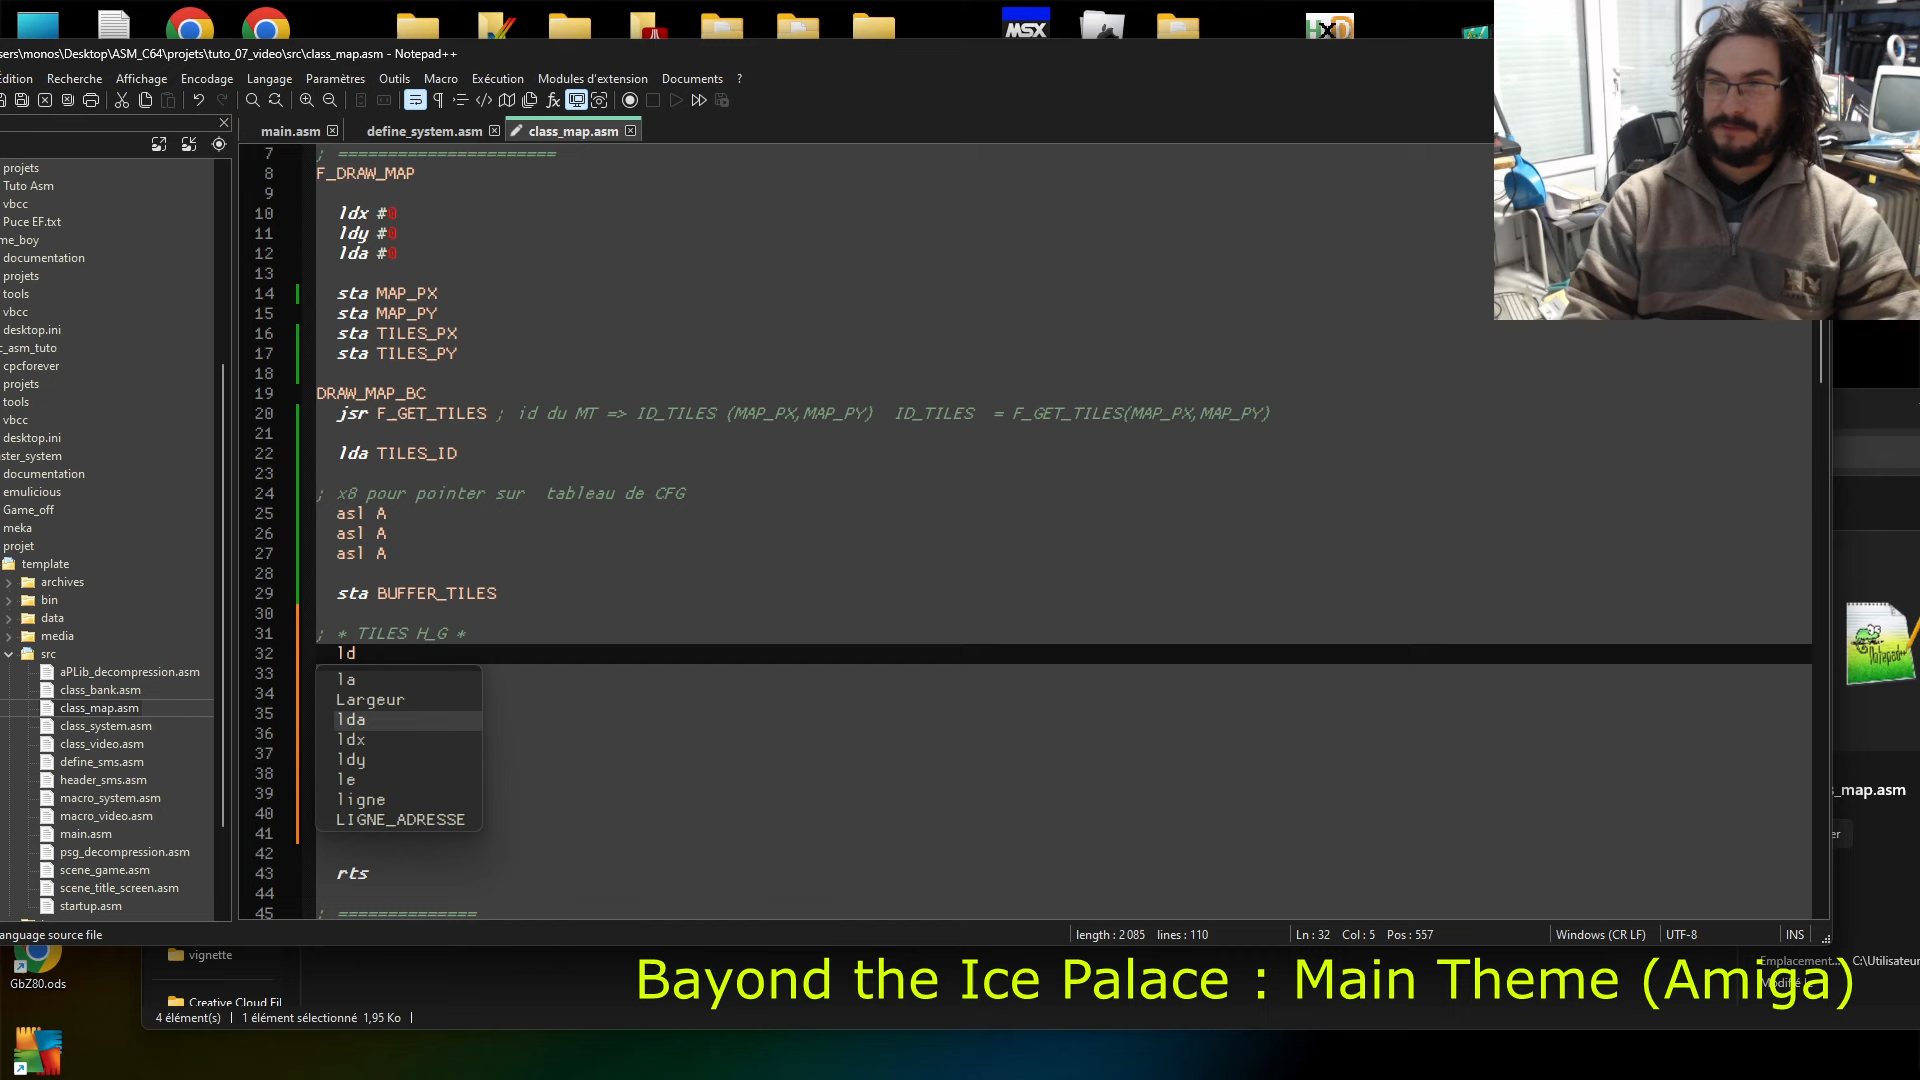 MSX
HxD
sers\monos\Desktop\ASM_C64\projets\tuto_07_video\src\class_map.asm - Notepad++
Édition Recherche Affichage Encodage Langage Paramètres Outils Macro Exécution Modules d'extension Documents ?
main.asm define_system.asm class_map.asm
projets
Tuto Asm
vbcc
Puce EF.txt
me_boy
documentation
projets
tools
vbcc
desktop.ini
c_asm_tuto
cpcforever
projets
tools
vbcc
desktop.ini
ster_system
documentation
emulicious
Game_off
meka
projet
template
archives
bin
data
media
src
aPLib_decompression.asm
class_bank.asm
class_map.asm
class_system.asm
class_video.asm
define_sms.asm
header_sms.asm
macro_system.asm
macro_video.asm
main.asm
psg_decompression.asm
scene_game.asm
scene_title_screen.asm
startup.asm
7 ; ======================
8 F_DRAW_MAP
9
10 ldx #0
11 ldy #0
12 lda #0
13
14 sta MAP_PX
15 sta MAP_PY
16 sta TILES_PX
17 sta TILES_PY
18
19 DRAW_MAP_BC
20 jsr F_GET_TILES ; id du MT => ID_TILES (MAP_PX,MAP_PY) ID_TILES = F_GET_TILES(MAP_PX,MAP_PY)
21
22 lda TILES_ID
23
24 ; x8 pour pointer sur tableau de CFG
25 asl A
26 asl A
27 asl A
28
29 sta BUFFER_TILES
30
31 ; * TILES H_G *
32 ld
33
34
35
36
37
38
39
40
41
42
43 rts
44
45 ; ==============
la
Largeur
lda
ldx
ldy
le
ligne
LIGNE_ADRESSE
Notepad++
_map.asm
er
anguage source file
length : 2 085 lines : 110
Ln : 32 Col : 5 Pos : 557
Windows (CR LF)
UTF-8
INS
GbZ80.ods
vignette
Creative Cloud Fil
4 élément(s) 1 élément sélectionné 1,95 Ko
Emplacement... C:\Utilisateur
Bayond the Ice Palace : Main Theme (Amiga)